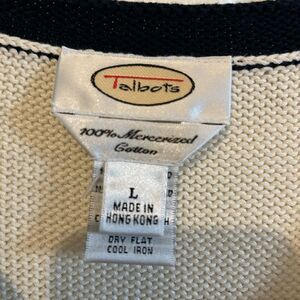 Talbots
100% Mercerized
Cotton
L
MADE IN
HONG KONG
DRY FLAT
COOL IRON